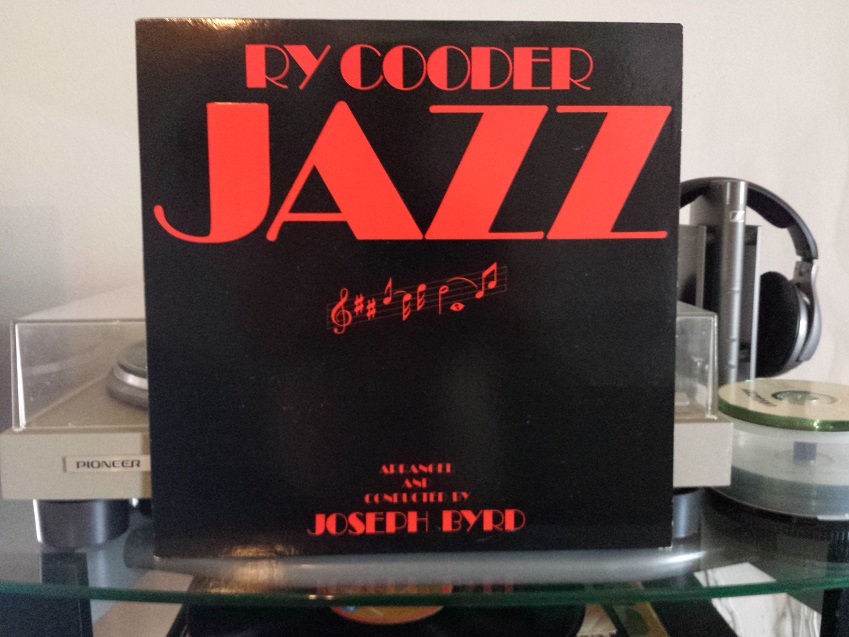 RY COODER
JAZZ
ARRANGED
AND
CONDUCTED BY
JOSEPH BYRD
PIONEER